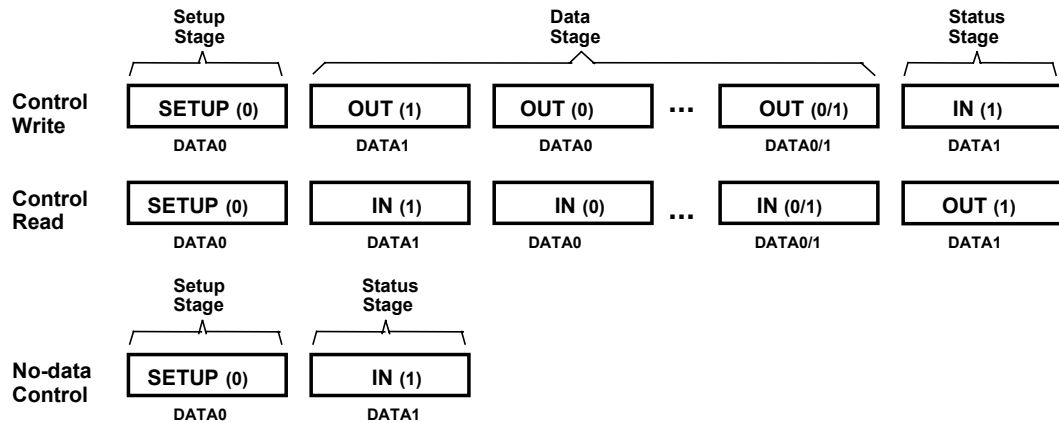 Setup Stage
Data Stage
Status Stage
Control Write
SETUP (0)
OUT (1)
OUT (0)
...
OUT (0/1)
IN (1)
DATA0
DATA1
DATA0
DATA0/1
DATA1
Control Read
SETUP (0)
IN (1)
IN (0)
...
IN (0/1)
OUT (1)
DATA0
DATA1
DATA0
DATA0/1
DATA1
Setup Stage
Status Stage
No-data Control
SETUP (0)
IN (1)
DATA0
DATA1